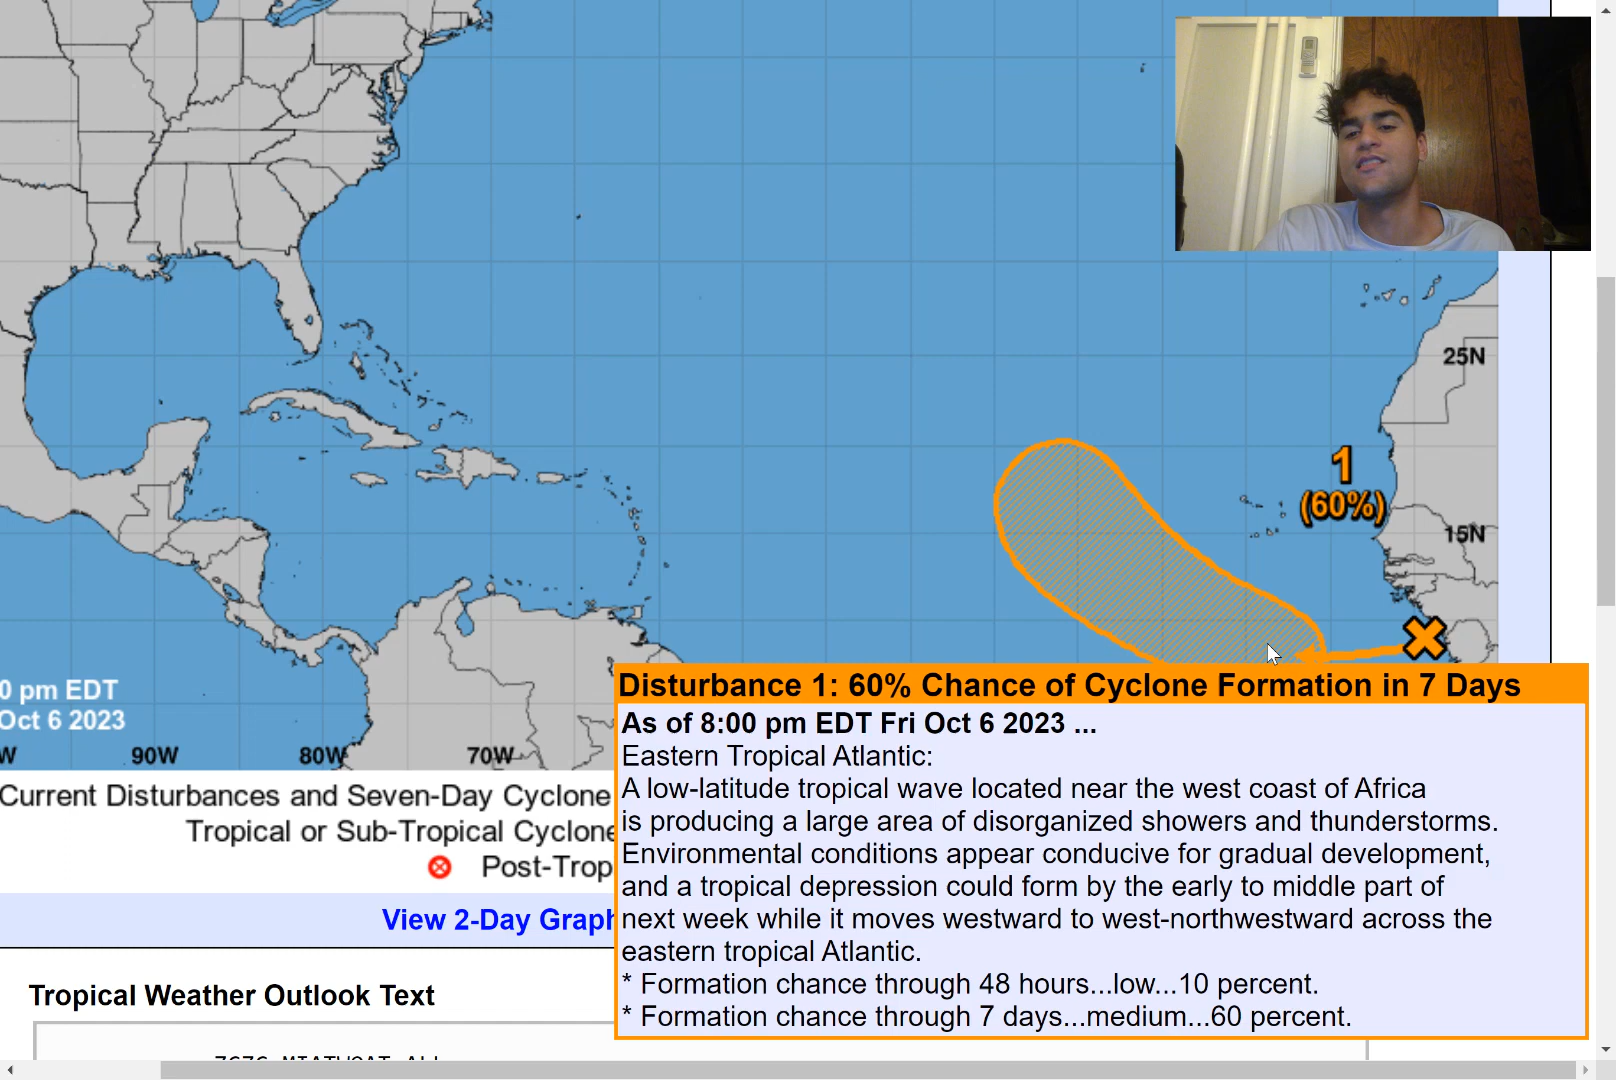 25N
1
(60%)
15N
0 pm EDT
Oct 6 2023
W
90W
80W
70W
Current Disturbances and Seven-Day Cyclone
Tropical or Sub-Tropical Cyclone
Post-Trop
View 2-Day Graph
Tropical Weather Outlook Text
Disturbance 1: 60% Chance of Cyclone Formation in 7 Days
As of 8:00 pm EDT Fri Oct 6 2023 ...
Eastern Tropical Atlantic:
A low-latitude tropical wave located near the west coast of Africa
is producing a large area of disorganized showers and thunderstorms.
Environmental conditions appear conducive for gradual development,
and a tropical depression could form by the early to middle part of
next week while it moves westward to west-northwestward across the
eastern tropical Atlantic.
* Formation chance through 48 hours...low...10 percent.
* Formation chance through 7 days...medium...60 percent.